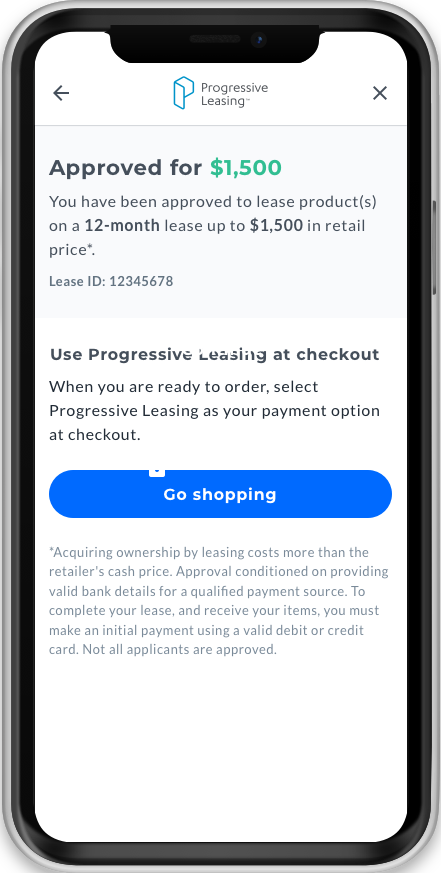 Progressive
Leasing™
Approved for $1,500
You have been approved to lease product(s)
on a 12-month lease up to $1,500 in retail
price*.
Lease ID: 12345678
Use Progressive Leasing at checkout
When you are ready to order, select
Progressive Leasing as your payment option
at checkout.
Go shopping
*Acquiring ownership by leasing costs more than the
retailer's cash price. Approval conditioned on providing
valid bank details for a qualified payment source. To
complete your lease, and receive your items, you must
make an initial payment using a valid debit or credit
card. Not all applicants are approved.